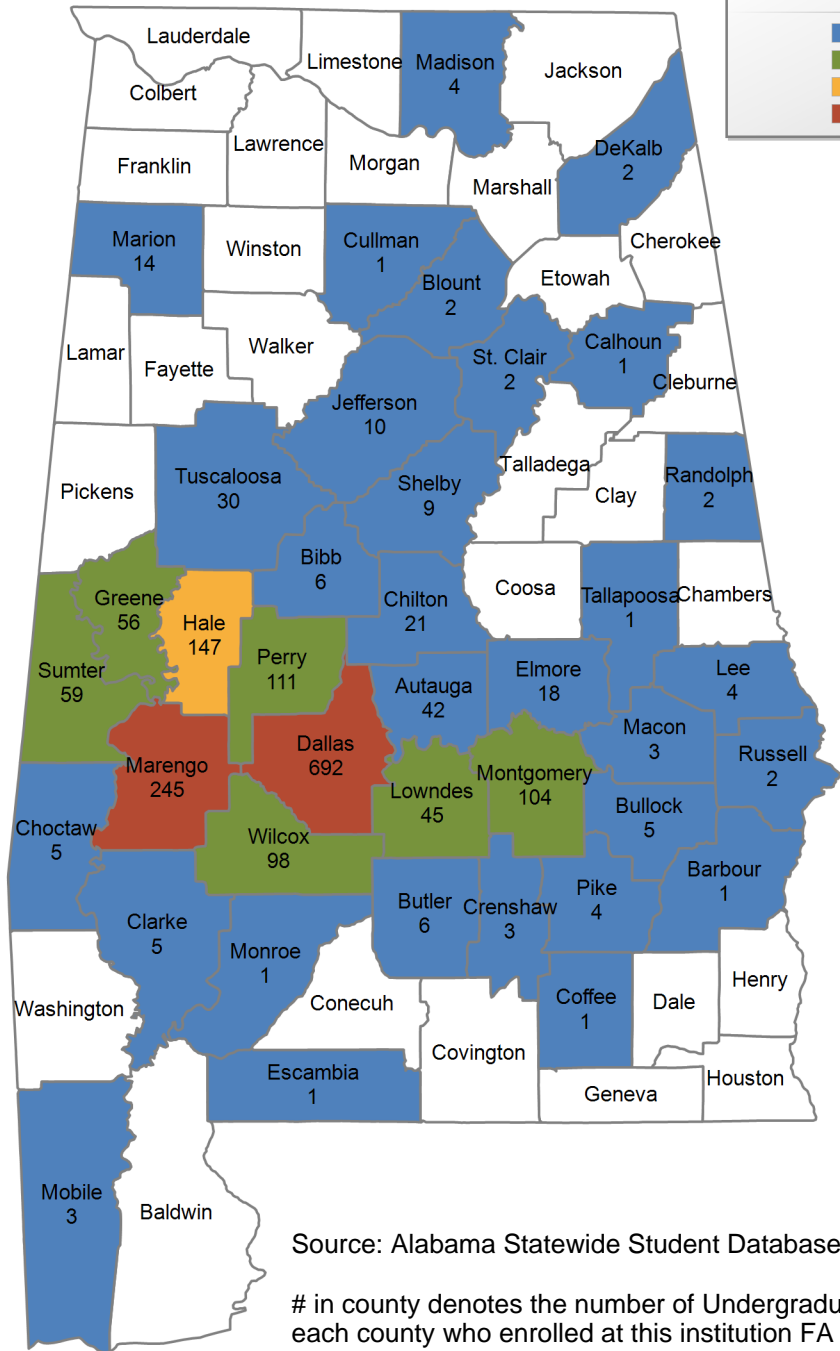 Lauderdale
Limestone
Madison
4
Jackson
Colbert
Lawrence
Franklin
Morgan
Marshall
DeKalb
2
Marion
14
Winston
Cullman
1
Blount
2
Cherokee
Etowah
Lamar
Fayette
Walker
St. Clair
2
Calhoun
1
Cleburne
Jefferson
10
Pickens
Tuscaloosa
30
Shelby
9
Talladega
Clay
Randolph
2
Bibb
6
Greene
56
Hale
147
Chilton
21
Coosa
Tallapoosa
1
Chambers
Sumter
59
Perry
111
Autauga
42
Elmore
18
Lee
4
Marengo
245
Dallas
692
Lowndes
45
Montgomery
104
Macon
3
Russell
2
Choctaw
5
Wilcox
98
Bullock
5
Clarke
5
Monroe
1
Butler
6
Crenshaw
3
Pike
4
Barbour
1
Washington
Conecuh
Covington
Coffee
1
Dale
Henry
Escambia
1
Geneva
Houston
Mobile
3
Baldwin
Source: Alabama Statewide Student Database
# in county denotes the number of Undergradu
each county who enrolled at this institution FA